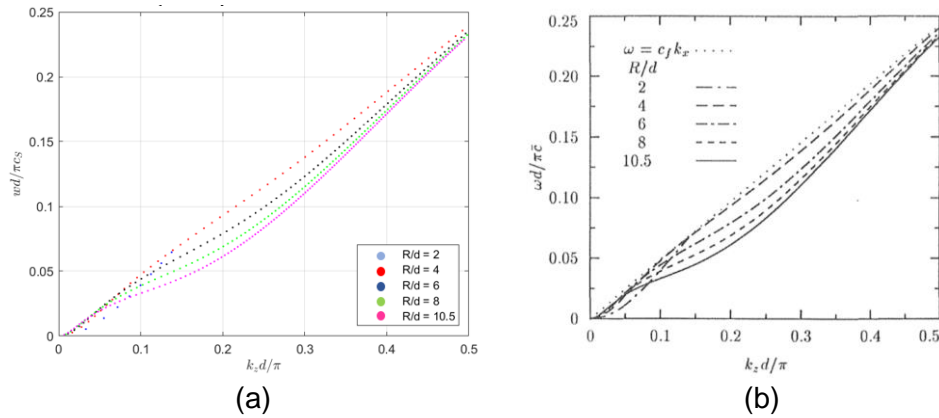 0.25
0.2
0.15
0.1
0.05
0
wd/πc_S
0 0.1 0.2 0.3 0.4 0.5
k_z d/π
R/d = 2
R/d = 4
R/d = 6
R/d = 8
R/d = 10.5
(a)
0.25
0.20
0.15
0.10
0.05
0
ωd/πc̄
ω = c_f k_x
R/d
2
4
6
8
10.5
0 0.1 0.2 0.3 0.4 0.5
k_x d/π
(b)